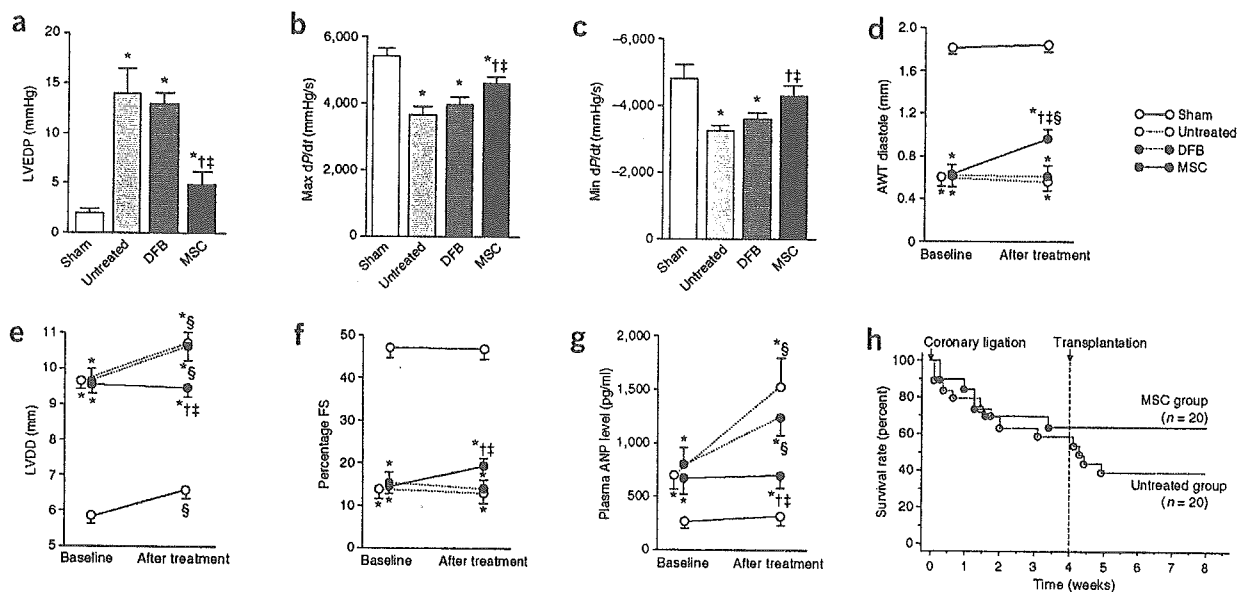 a
LVEDP (mmHg)
20
15
10
5
0
Sham
Untreated
DFB
MSC
*
*
*†‡
b
Max dP/dt (mmHg/s)
6,000
4,000
2,000
0
Sham
Untreated
DFB
MSC
*
*
*†‡
c
Min dP/dt (mmHg/s)
–6,000
–4,000
–2,000
0
Sham
Untreated
DFB
MSC
*
*
†‡
d
AWT diastole (mm)
2.0
1.6
1.2
0.8
0.4
0
Baseline
After treatment
*†‡§
*
*
*
*
*
Sham
Untreated
DFB
MSC
e
LVDD (mm)
11
10
9
8
7
6
5
Baseline
After treatment
*
*
*
*§
*§
*†‡
§
f
Percentage FS
50
40
30
20
10
0
Baseline
After treatment
*
*
*
*†‡
*
*
g
Plasma ANP level (pg/ml)
2,000
1,500
1,000
500
0
Baseline
After treatment
*
*
*
*§
*§
*†‡
h
Survival rate (percent)
100
80
60
40
20
0
Coronary ligation
Transplantation
MSC group
(n = 20)
Untreated group
(n = 20)
0 1 2 3 4 5 6 7 8
Time (weeks)